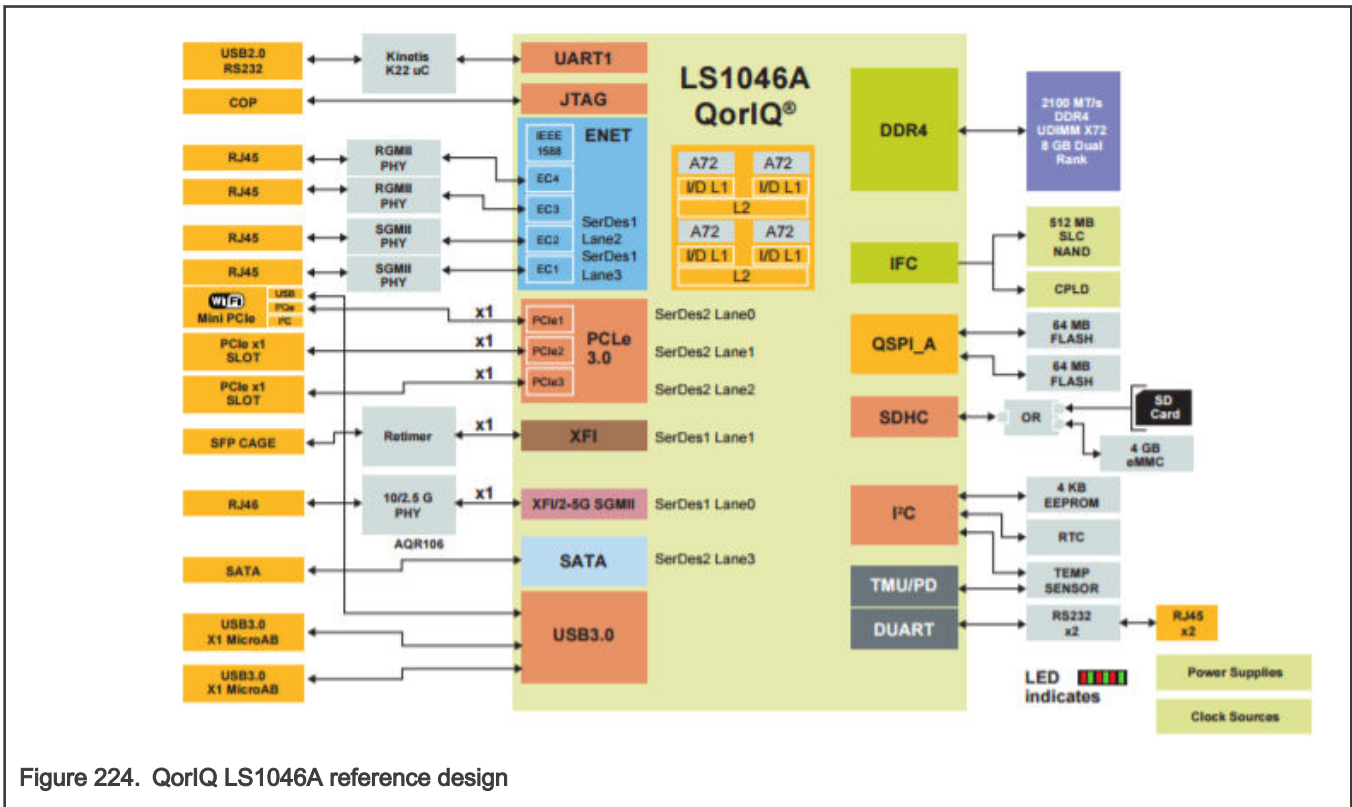 USB2.0
RS232
Kinetis
K22 uC
UART1
COP
JTAG
RJ45
RGMII
PHY
RJ45
RGMII
PHY
RJ45
SGMII
PHY
RJ45
SGMII
PHY
IEEE
1588
ENET
EC4
EC3
EC2
EC1
SerDes1
Lane2
SerDes1
Lane3
WiFi
Mini PCIe
USB
PCIe
I²C
PCIe x1
SLOT
PCIe x1
SLOT
x1
x1
x1
PCIe1
PCIe2
PCIe3
PCLe
3.0
SerDes2 Lane0
SerDes2 Lane1
SerDes2 Lane2
SFP CAGE
Retimer
x1
XFI
SerDes1 Lane1
RJ46
10/2.5 G
PHY
AQR106
x1
XFI/2-5G SGMII
SerDes1 Lane0
SATA
SATA
SerDes2 Lane3
USB3.0
X1 MicroAB
USB3.0
X1 MicroAB
USB3.0
LS1046A
QorIQ®
A72
A72
I/D L1
I/D L1
L2
A72
A72
I/D L1
I/D L1
L2
DDR4
2100 MT/s
DDR4
UDIMM X72
8 GB Dual
Rank
IFC
512 MB
SLC
NAND
CPLD
QSPI_A
64 MB
FLASH
64 MB
FLASH
SDHC
OR
SD
Card
4 GB
eMMC
I²C
4 KB
EEPROM
RTC
TEMP
SENSOR
TMU/PD
DUART
RS232
x2
RJ45
x2
LED
indicates
Power Supplies
Clock Sources
Figure 224. QorIQ LS1046A reference design